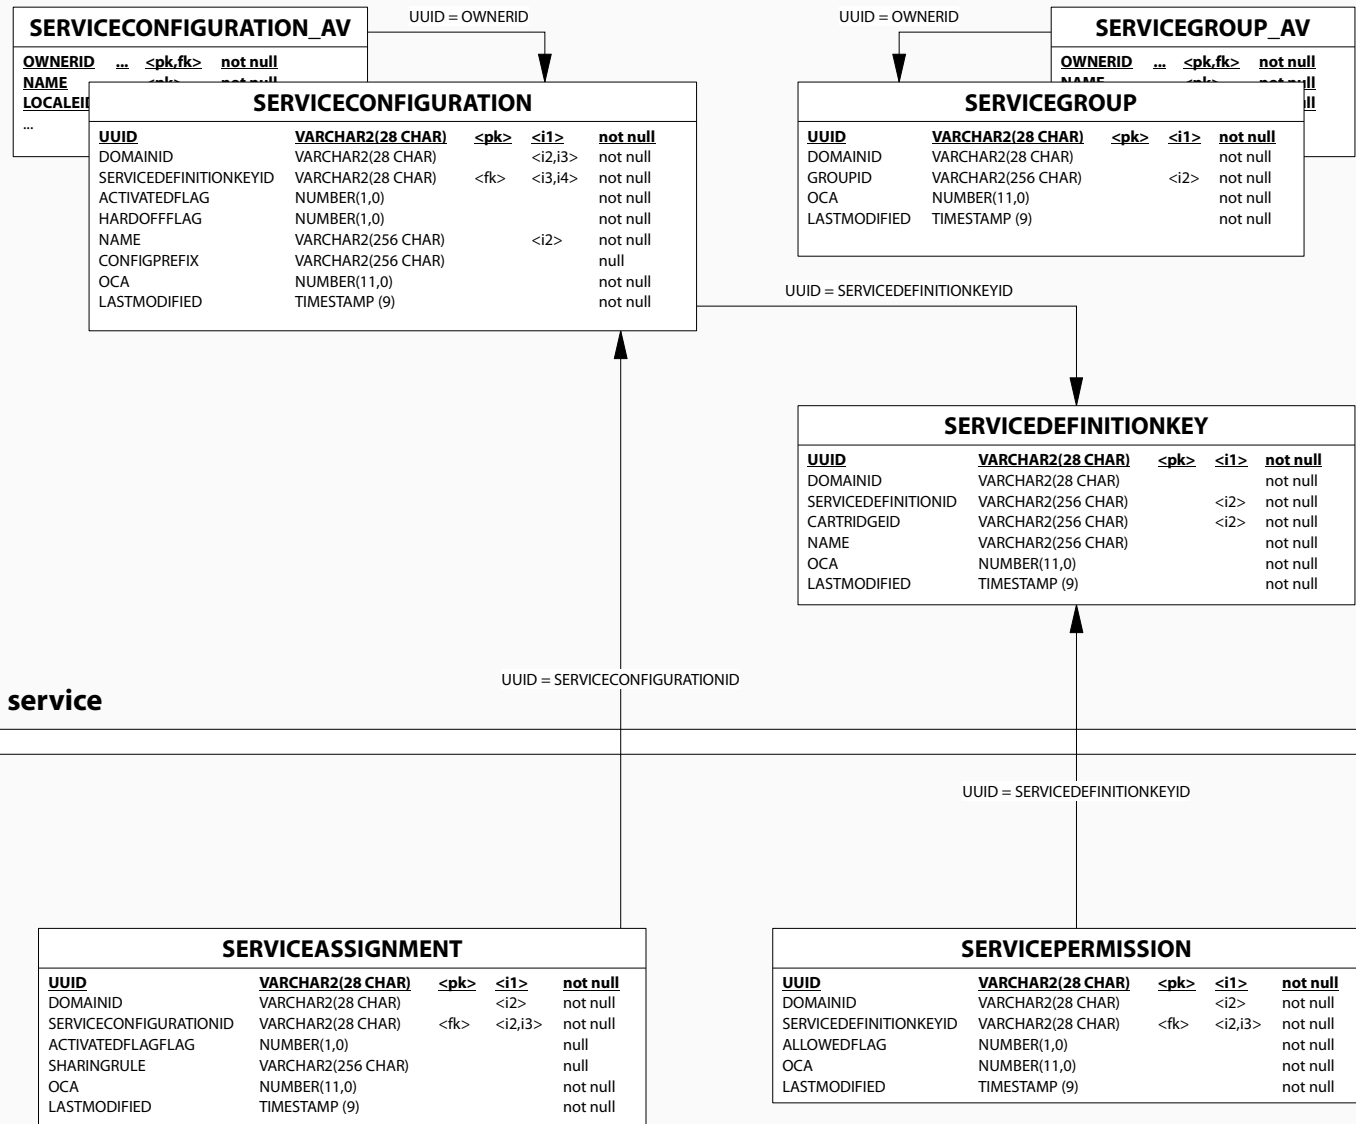 UUID = OWNERID
UUID = OWNERID
SERVICECONFIGURATION_AV
OWNERID ... <pk,fk> not null
NAME
LOCALEID
...
SERVICEGROUP_AV
OWNERID ... <pk,fk> not null
SERVICECONFIGURATION
UUID VARCHAR2(28 CHAR) <pk> <i1> not null
DOMAINID VARCHAR2(28 CHAR) <i2,i3> not null
SERVICEDEFINITIONKEYID VARCHAR2(28 CHAR) <fk> <i3,i4> not null
ACTIVATEDFLAG NUMBER(1,0) not null
HARDOFFFLAG NUMBER(1,0) not null
NAME VARCHAR2(256 CHAR) <i2> not null
CONFIGPREFIX VARCHAR2(256 CHAR) null
OCA NUMBER(11,0) not null
LASTMODIFIED TIMESTAMP (9) not null
SERVICEGROUP
UUID VARCHAR2(28 CHAR) <pk> <i1> not null
DOMAINID VARCHAR2(28 CHAR) not null
GROUPID VARCHAR2(256 CHAR) <i2> not null
OCA NUMBER(11,0) not null
LASTMODIFIED TIMESTAMP (9) not null
UUID = SERVICEDEFINITIONKEYID
SERVICEDEFINITIONKEY
UUID VARCHAR2(28 CHAR) <pk> <i1> not null
DOMAINID VARCHAR2(28 CHAR) not null
SERVICEDEFINITIONID VARCHAR2(256 CHAR) <i2> not null
CARTRIDGEID VARCHAR2(256 CHAR) <i2> not null
NAME VARCHAR2(256 CHAR) not null
OCA NUMBER(11,0) not null
LASTMODIFIED TIMESTAMP (9) not null
UUID = SERVICECONFIGURATIONID
service
UUID = SERVICEDEFINITIONKEYID
SERVICEASSIGNMENT
UUID VARCHAR2(28 CHAR) <pk> <i1> not null
DOMAINID VARCHAR2(28 CHAR) <i2> not null
SERVICECONFIGURATIONID VARCHAR2(28 CHAR) <fk> <i2,i3> not null
ACTIVATEDFLAGFLAG NUMBER(1,0) null
SHARINGRULE VARCHAR2(256 CHAR) null
OCA NUMBER(11,0) not null
LASTMODIFIED TIMESTAMP (9) not null
SERVICEPERMISSION
UUID VARCHAR2(28 CHAR) <pk> <i1> not null
DOMAINID VARCHAR2(28 CHAR) <i2> not null
SERVICEDEFINITIONKEYID VARCHAR2(28 CHAR) <fk> <i2,i3> not null
ALLOWEDFLAG NUMBER(1,0) not null
OCA NUMBER(11,0) not null
LASTMODIFIED TIMESTAMP (9) not null